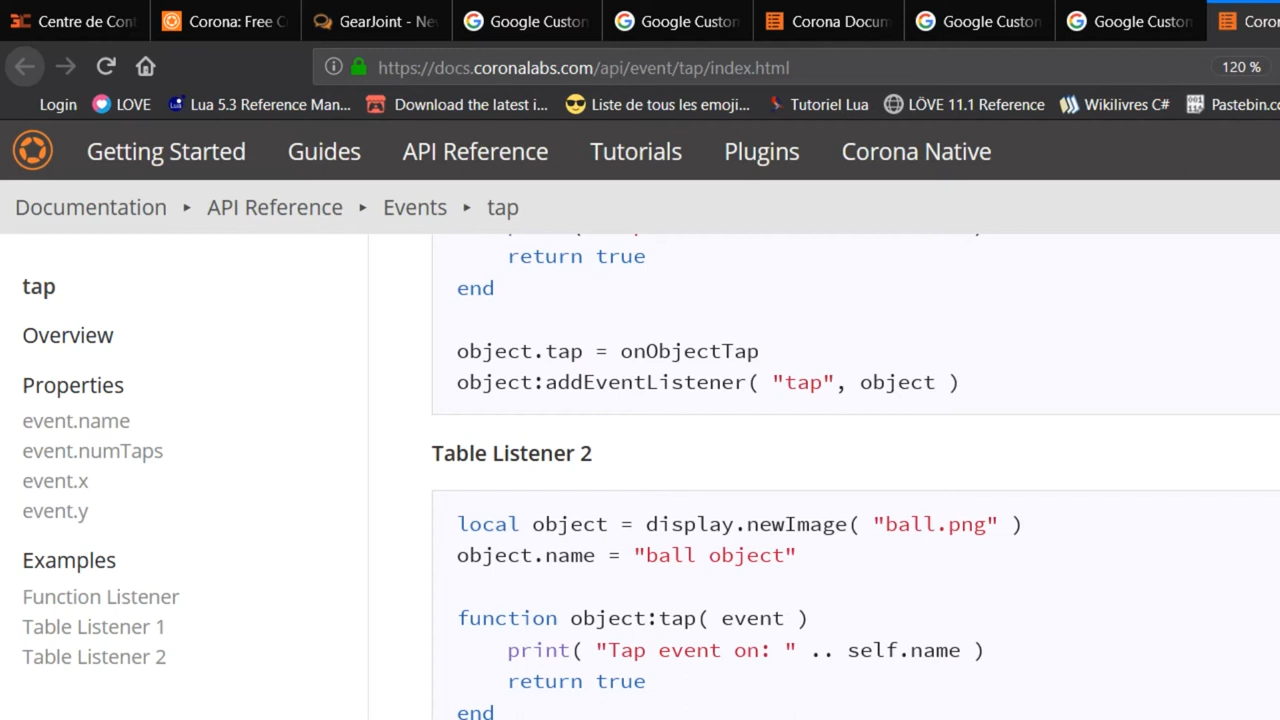 Centre de Cont
Corona: Free C
GearJoint - Ne
Google Custon
Google Custon
Corona Docum
Google Custon
Google Custon
Coro
https://docs.coronalabs.com/api/event/tap/index.html
120 %
Login
LOVE
Lua 5.3 Reference Man...
Download the latest i...
Liste de tous les emoji...
Tutoriel Lua
LÖVE 11.1 Reference
Wikilivres C#
Pastebin.co
Getting Started
Guides
API Reference
Tutorials
Plugins
Corona Native
Documentation ▸ API Reference ▸ Events ▸ tap
tap
Overview
Properties
event.name
event.numTaps
event.x
event.y
Examples
Function Listener
Table Listener 1
Table Listener 2
return true
end
object.tap = onObjectTap
object:addEventListener( "tap", object )
Table Listener 2
local object = display.newImage( "ball.png" )
object.name = "ball object"
function object:tap( event )
print( "Tap event on: " .. self.name )
return true
end